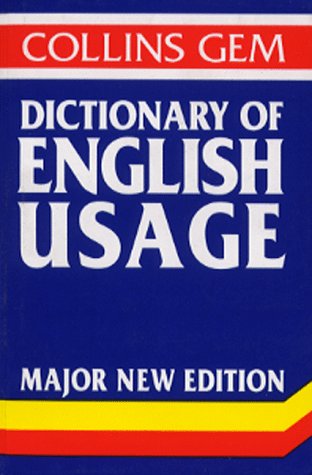 COLLINS GEM
DICTIONARY OF
ENGLISH
USAGE
MAJOR NEW EDITION